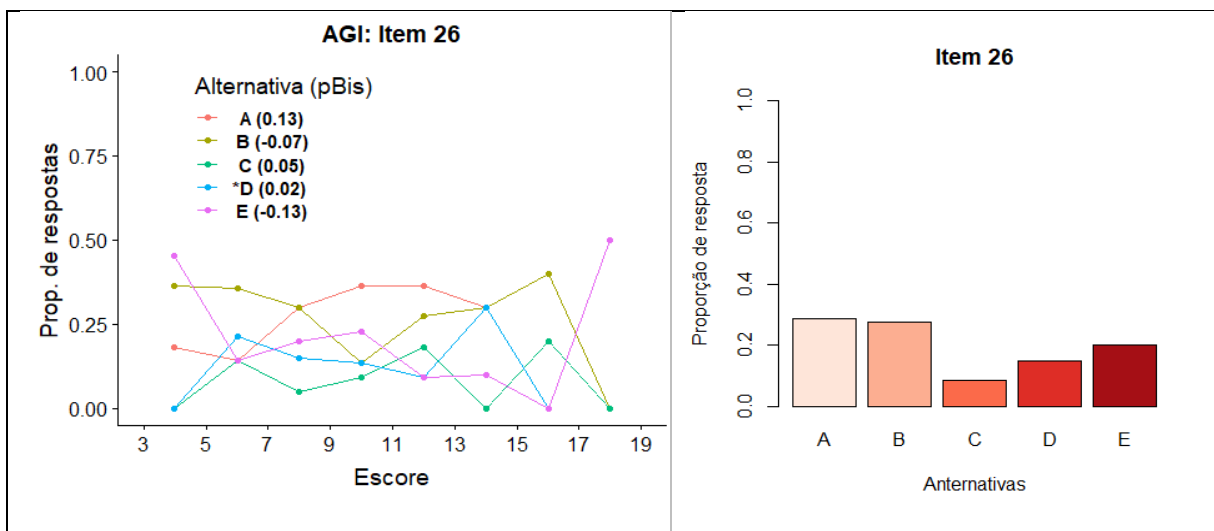 AGI: Item 26
Alternativa (pBis)
A (0.13)
B (-0.07)
C (0.05)
*D (0.02)
E (-0.13)
Prop. de respostas
1.00
0.75
0.50
0.25
0.00
3 5 7 9 11 13 15 17 19
Escore
Item 26
Proporção de resposta
1.0
0.8
0.6
0.4
0.2
0.0
A B C D E
Anternativas